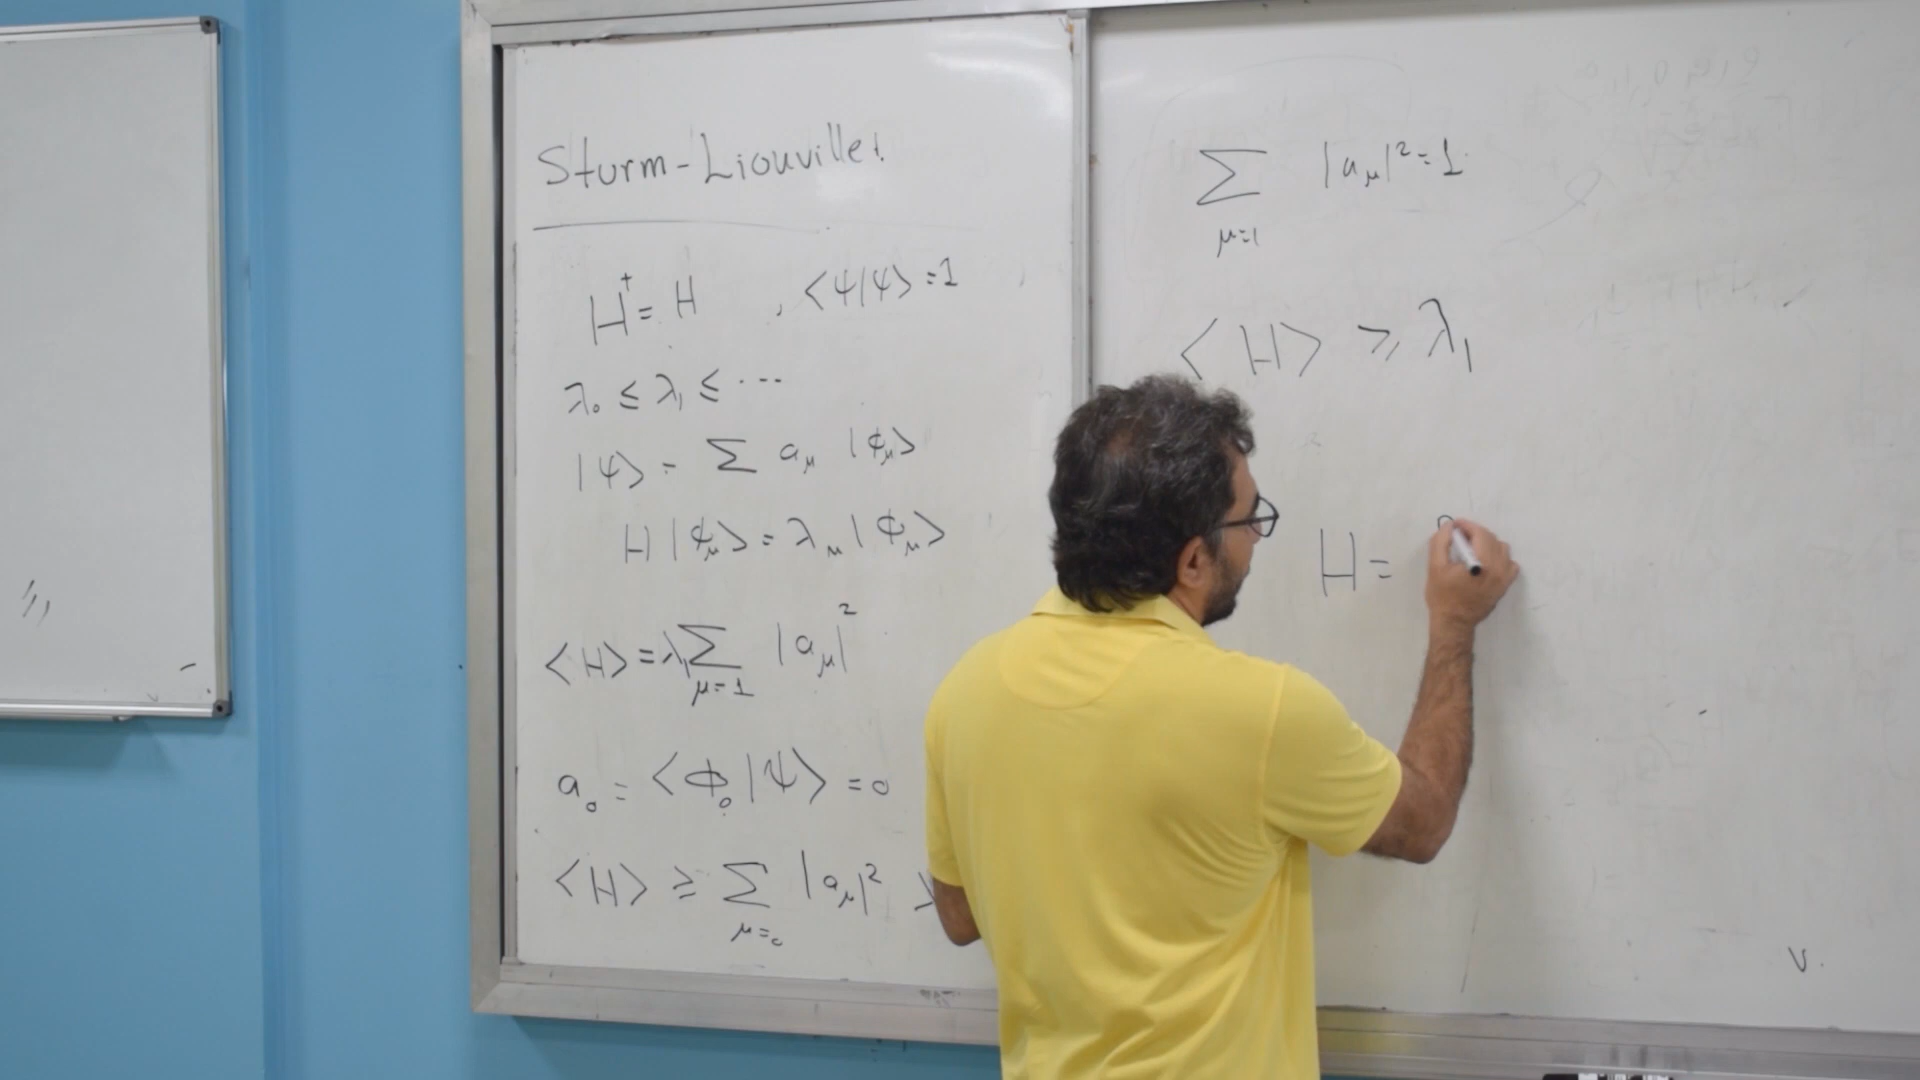 Sturm-Liouville!
H† = H , <ψ|ψ> = 1
λ₀ ≤ λ₁ ≤ ...
|ψ> = Σ a_μ |ϕ_μ>
H |ϕ_μ> = λ_μ |ϕ_μ>
<H> = λ₁ Σ_{μ=1} |a_μ|²
a₀ = <ϕ₀|ψ> = 0
<H> ≥ Σ_{μ=0} |a_μ|² λ
Σ_{μ=1} |a_μ|² = 1
<H> ≥ λ₁
H =